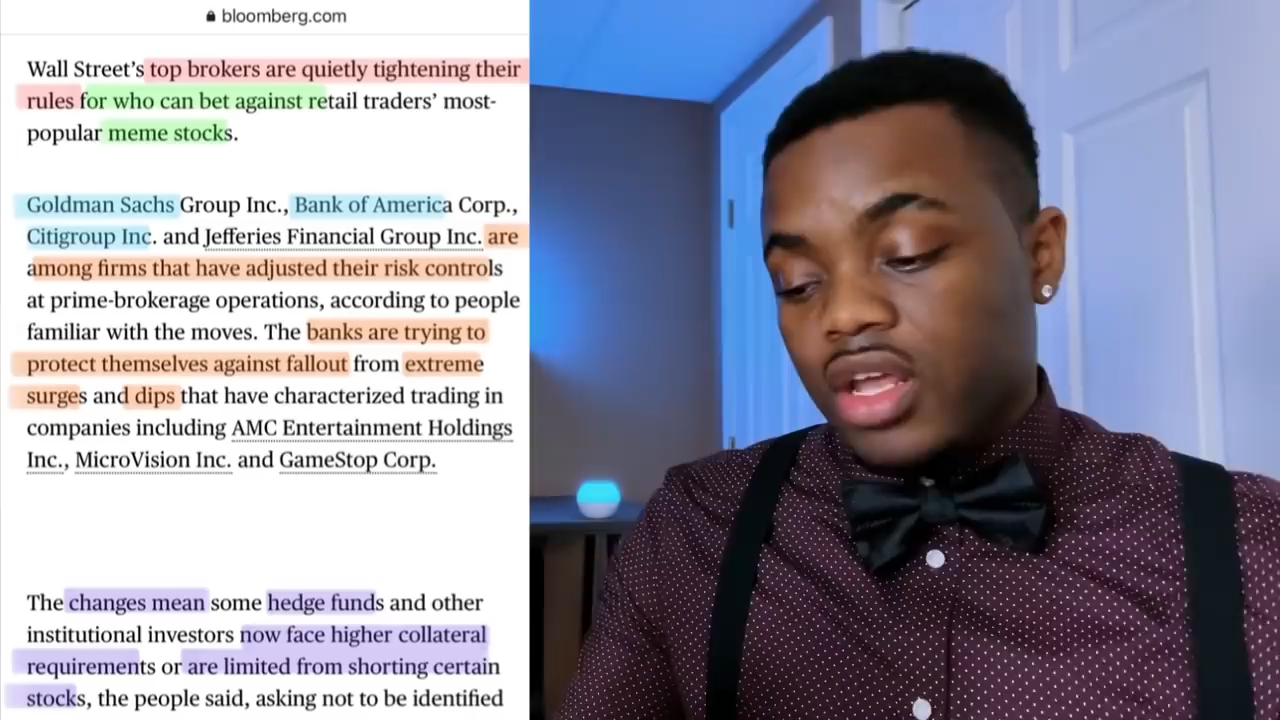 bloomberg.com
Wall Street’s top brokers are quietly tightening their
rules for who can bet against retail traders’ most-
popular meme stocks.
Goldman Sachs Group Inc., Bank of America Corp.,
Citigroup Inc. and Jefferies Financial Group Inc. are
among firms that have adjusted their risk controls
at prime-brokerage operations, according to people
familiar with the moves. The banks are trying to
protect themselves against fallout from extreme
surges and dips that have characterized trading in
companies including AMC Entertainment Holdings
Inc., MicroVision Inc. and GameStop Corp.
The changes mean some hedge funds and other
institutional investors now face higher collateral
requirements or are limited from shorting certain
stocks, the people said, asking not to be identified